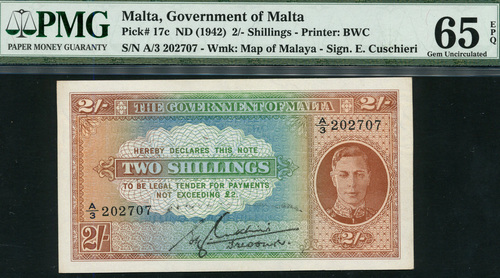 PMG
PAPER MONEY GUARANTY
Malta, Government of Malta
Pick# 17c ND (1942) 2/- Shillings - Printer: BWC
S/N A/3 202707 - Wmk: Map of Malaya - Sign. E. Cuschieri
65 EPQ
Gem Uncirculated
2/-
THE GOVERNMENT OF MALTA
2/-
A/3 202707
HEREBY DECLARES THIS NOTE
TWO SHILLINGS
TO BE LEGAL TENDER FOR PAYMENTS
NOT EXCEEDING £2.
A/3 202707
2/-